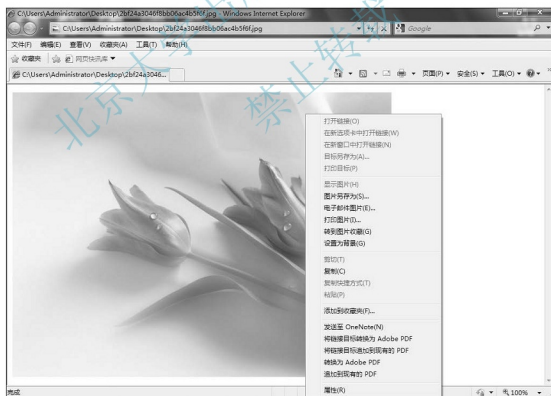 C:\Users\Administrator\Desktop\2bf24a3046f8bb06ac4b5f6f.jpg - Windows Internet Explorer
C:\Users\Administrator\Desktop\2bf24a3046f8bb06ac4b5f6f.jpg
Google
文件(F) 编辑(E) 查看(V) 收藏夹(A) 工具(T) 帮助(H)
收藏夹 网页快讯库
C:\Users\Administrator\Desktop\2bf24a3046...
页面(P) 安全(S) 工具(O)
打开链接(O)
在新选项卡中打开链接(W)
在新窗口中打开链接(N)
目标另存为(A)...
打印目标(P)
显示图片(H)
图片另存为(S)...
电子邮件图片(E)...
打印图片(I)...
转到图片收藏(G)
设置为背景(G)
剪切(T)
复制(C)
复制快捷方式(T)
粘贴(P)
添加到收藏夹(F)...
发送至 OneNote(N)
将链接目标转换为 Adobe PDF
将链接目标追加到现有的 PDF
转换为 Adobe PDF
追加到现有的 PDF
属性(R)
完成
100%
北京大学出
禁止转载